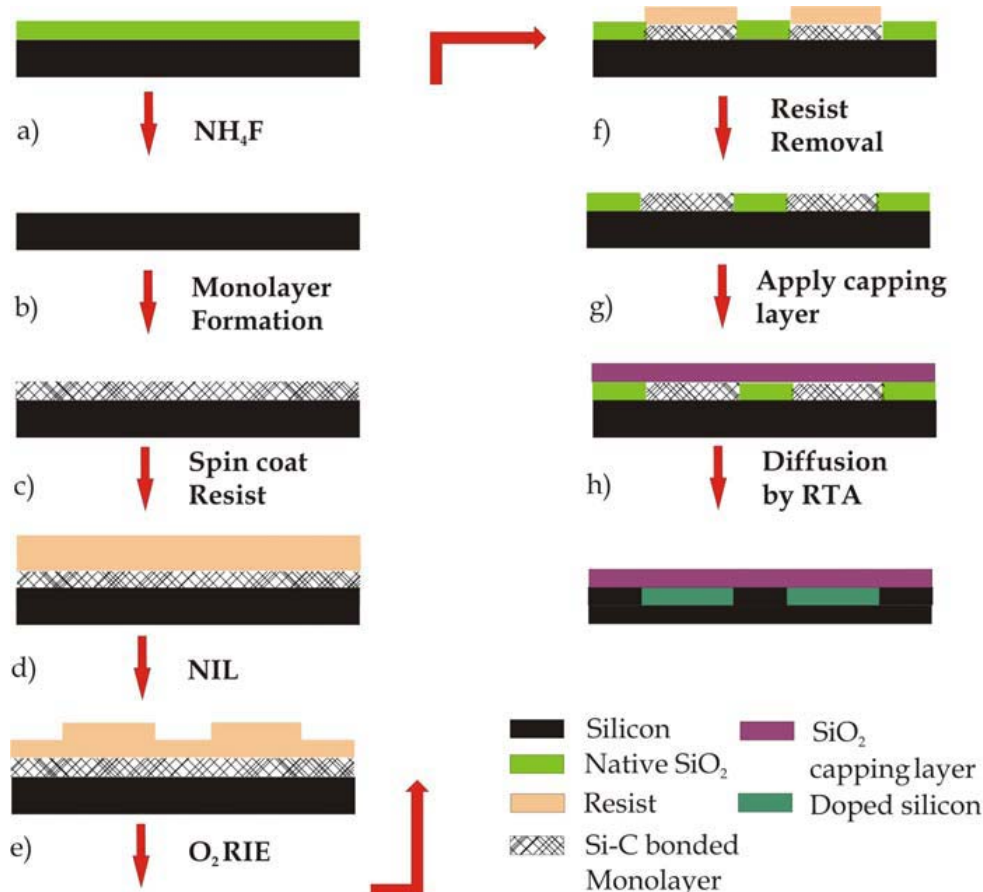 a)
NH₄F
b)
Monolayer
Formation
c)
Spin coat
Resist
d)
NIL
e)
O₂ RIE
f)
Resist
Removal
g)
Apply capping
layer
h)
Diffusion
by RTA
Silicon
Native SiO₂
Resist
Si-C bonded
Monolayer
SiO₂
capping layer
Doped silicon